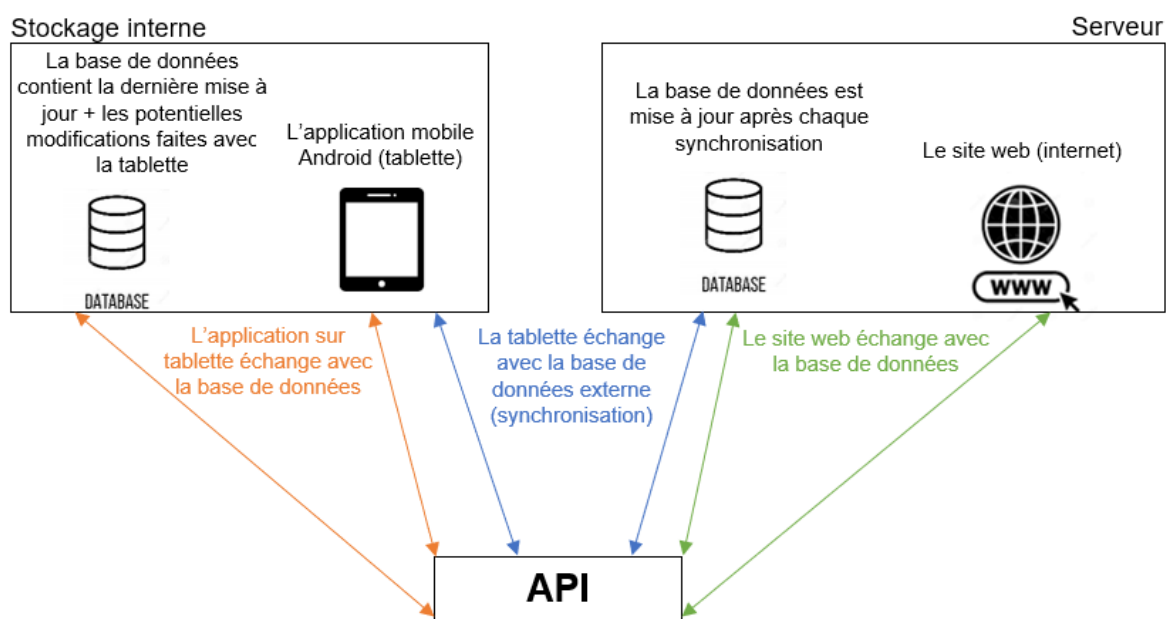 Stockage interne
Serveur
La base de données
contient la dernière mise à
jour + les potentielles
modifications faites avec
la tablette
L'application mobile
Android (tablette)
La base de données est
mise à jour après chaque
synchronisation
Le site web (internet)
DATABASE
DATABASE
www
L'application sur
tablette échange avec
la base de données
La tablette échange
avec la base de
données externe
(synchronisation)
Le site web échange avec
la base de données
API